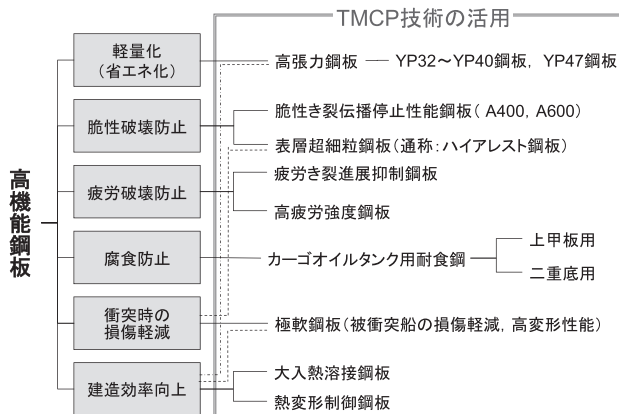 TMCP技術の活用
高機能鋼板
軽量化
(省エネ化)
高張力鋼板 ── YP32～YP40鋼板, YP47鋼板
脆性破壊防止
脆性き裂伝播停止性能鋼板( A400, A600)
表層超細粒鋼板(通称:ハイアレスト鋼板)
疲労破壊防止
疲労き裂進展抑制鋼板
高疲労強度鋼板
腐食防止
カーゴオイルタンク用耐食鋼
上甲板用
二重底用
衝突時の
損傷軽減
極軟鋼板(被衝突船の損傷軽減, 高変形性能)
建造効率向上
大入熱溶接鋼板
熱変形制御鋼板